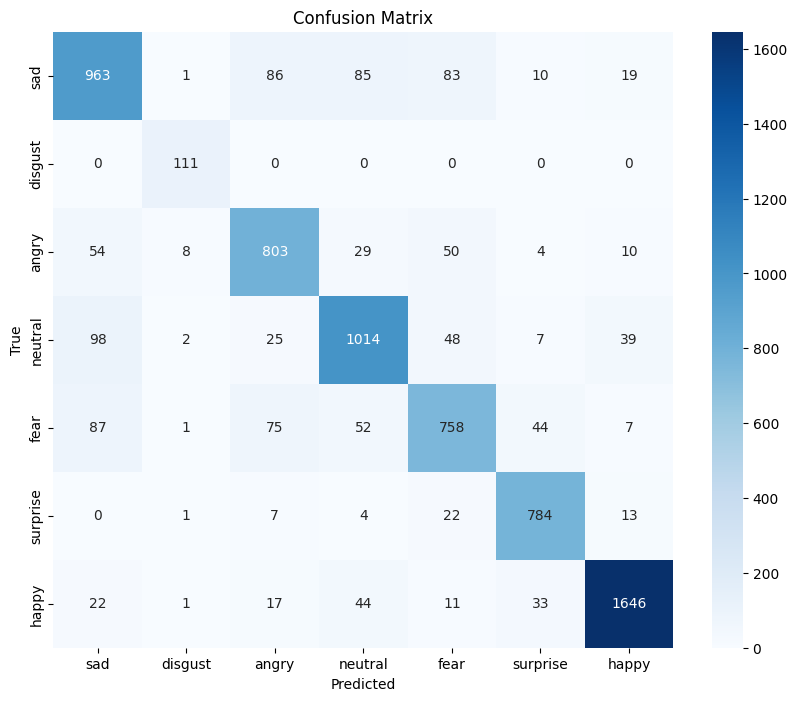 Confusion Matrix
sad 963 1 86 85 83 10 19
disgust 0 111 0 0 0 0 0
angry 54 8 803 29 50 4 10
neutral 98 2 25 1014 48 7 39
fear 87 1 75 52 758 44 7
surprise 0 1 7 4 22 784 13
happy 22 1 17 44 11 33 1646
True
sad disgust angry neutral fear surprise happy
Predicted
1600
1400
1200
1000
800
600
400
200
0